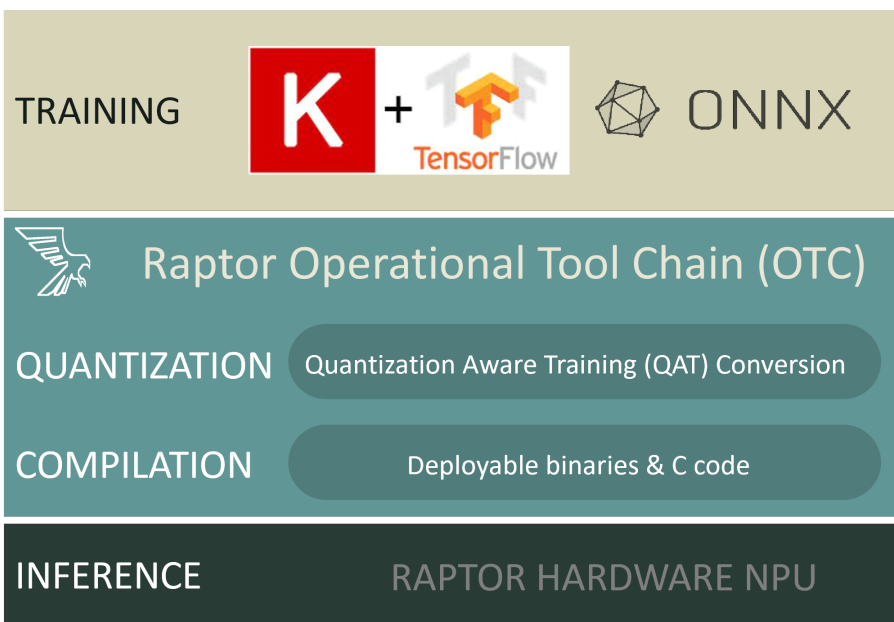 TRAINING
K + TensorFlow
ONNX
Raptor Operational Tool Chain (OTC)
QUANTIZATION
Quantization Aware Training (QAT) Conversion
COMPILATION
Deployable binaries & C code
INFERENCE
RAPTOR HARDWARE NPU